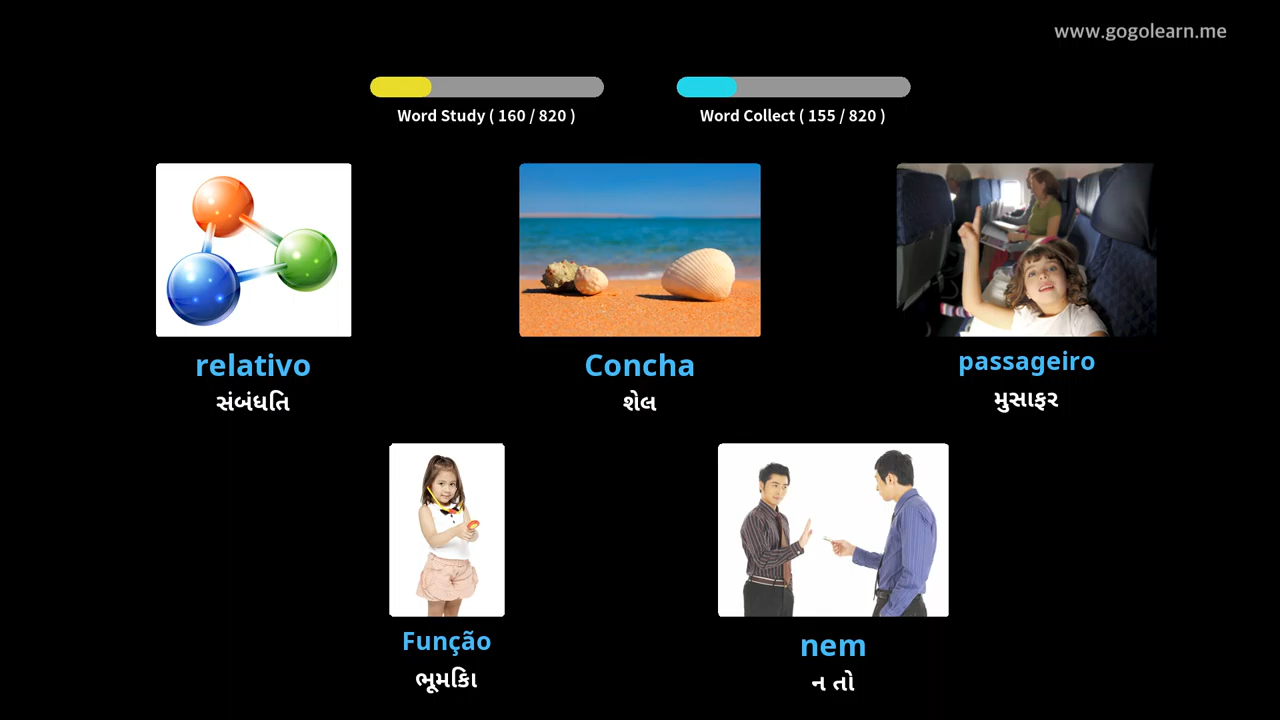 www.gogolearn.me
Word Study ( 160 / 820 )
Word Collect ( 155 / 820 )
relativo
સંબંધતિ
Concha
શેલ
passageiro
મુસાફર
Função
ભૂમકિા
nem
ન તો